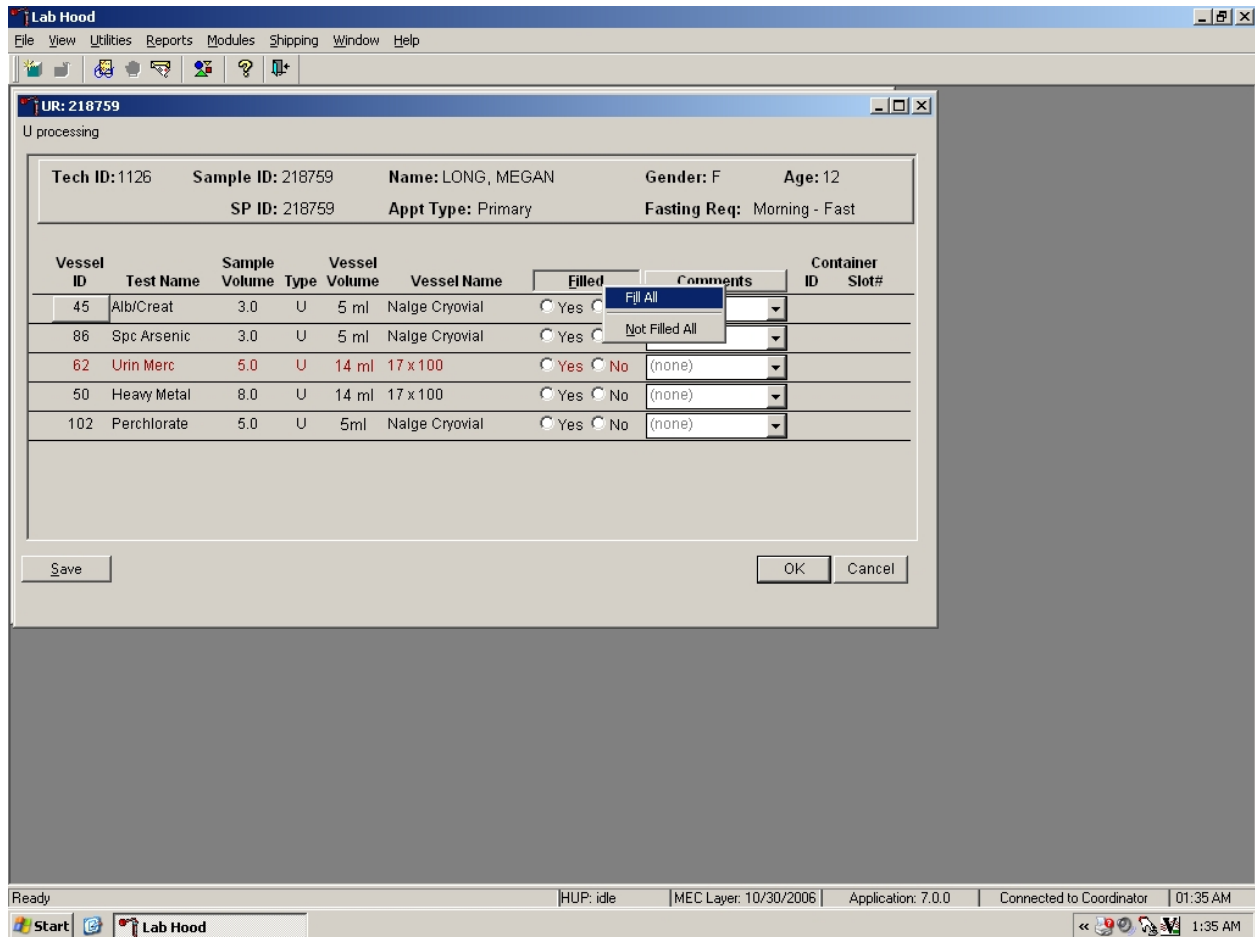 Lab Hood
File View Utilities Reports Modules Shipping Window Help
UR: 218759
U processing
Tech ID: 1126 Sample ID: 218759 Name: LONG, MEGAN Gender: F Age: 12
SP ID: 218759 Appt Type: Primary Fasting Req: Morning - Fast
Vessel Sample Vessel Container
ID Test Name Volume Type Volume Vessel Name Filled Comments ID Slot#
45 Alb/Creat 3.0 U 5 ml Nalge Cryovial Yes
Fill All
86 Spc Arsenic 3.0 U 5 ml Nalge Cryovial Yes
Not Filled All
62 Urin Merc 5.0 U 14 ml 17 x 100 Yes No (none)
50 Heavy Metal 8.0 U 14 ml 17 x 100 Yes No (none)
102 Perchlorate 5.0 U 5ml Nalge Cryovial Yes No (none)
Save OK Cancel
Ready HUP: idle MEC Layer: 10/30/2006 Application: 7.0.0 Connected to Coordinator 01:35 AM
Start Lab Hood 1:35 AM